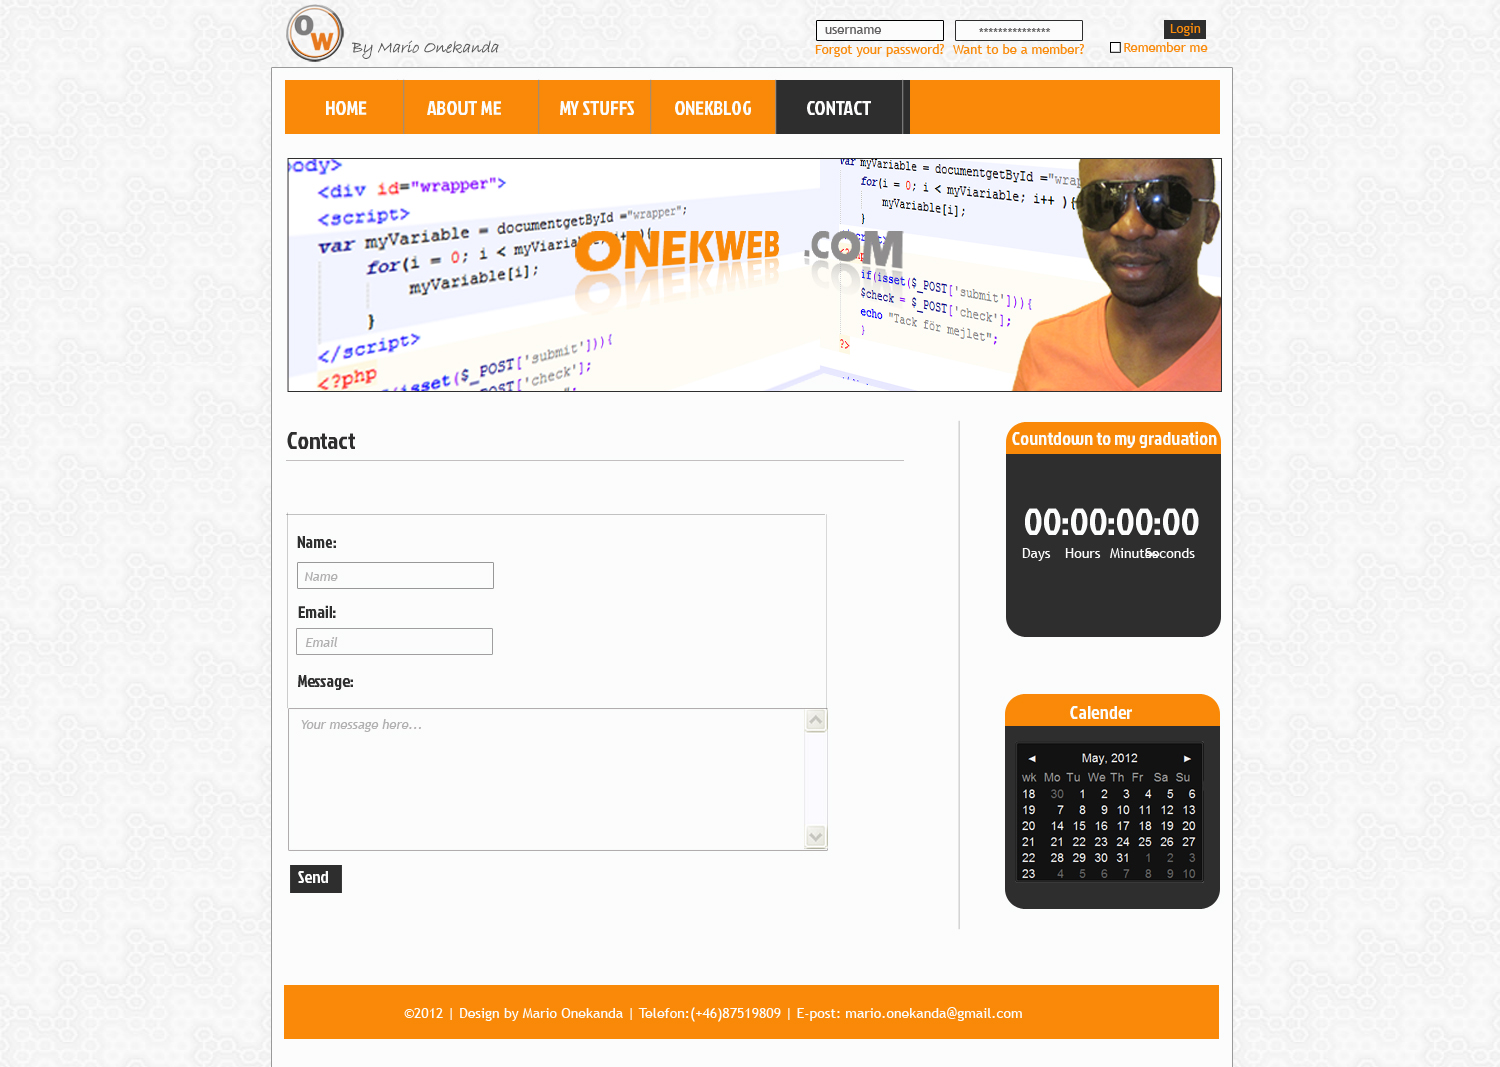 OW By Mario Onekanda
username *************** Login
Forgot your password? Want to be a member? Remember me
HOME ABOUT ME MY STUFFS ONEKBLOG CONTACT
body>
<div id="wrapper">
<script>
var myVariable = documentgetById ="wrapper";
for(i = 0; i < myViariable; i++ ){
myVariable[i];
}
</script>
<?php
isset($_POST['submit'])){
$_POST['check'];
ONEKWEB .COM
var myVariable = documentgetById ="wrap
for(i = 0; i < myViariable; i++ ){
myVariable[i];
}
if(isset($_POST['submit'])){
$check = $_POST['check'];
echo "Tack för mejlet";
}
?>
Contact
Name:
Name
Email:
Email
Message:
Your message here...
Send
Countdown to my graduation
00:00:00:00
Days Hours Minutes Seconds
Calender
◄ May, 2012 ►
wk Mo Tu We Th Fr Sa Su
18 30 1 2 3 4 5 6
19 7 8 9 10 11 12 13
20 14 15 16 17 18 19 20
21 21 22 23 24 25 26 27
22 28 29 30 31 1 2 3
23 4 5 6 7 8 9 10
©2012 | Design by Mario Onekanda | Telefon:(+46)87519809 | E-post: mario.onekanda@gmail.com